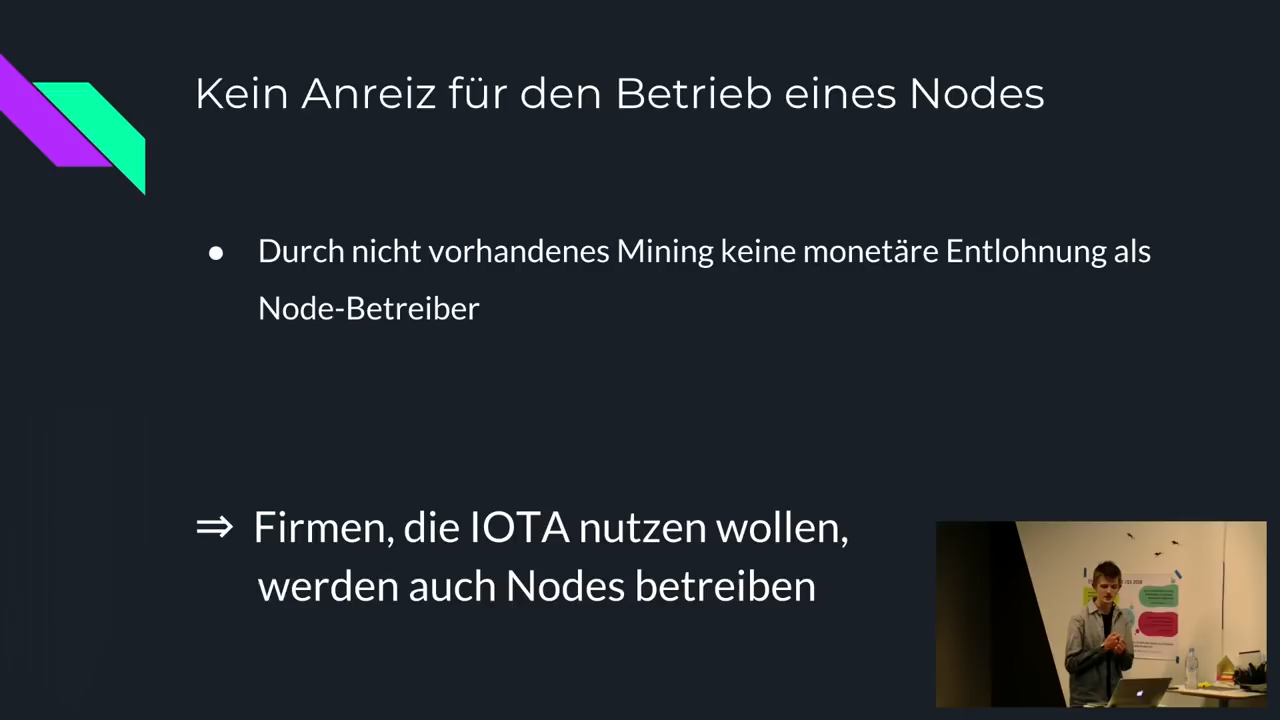 Kein Anreiz für den Betrieb eines Nodes
● Durch nicht vorhandenes Mining keine monetäre Entlohnung als
Node-Betreiber
⇒ Firmen, die IOTA nutzen wollen,
werden auch Nodes betreiben